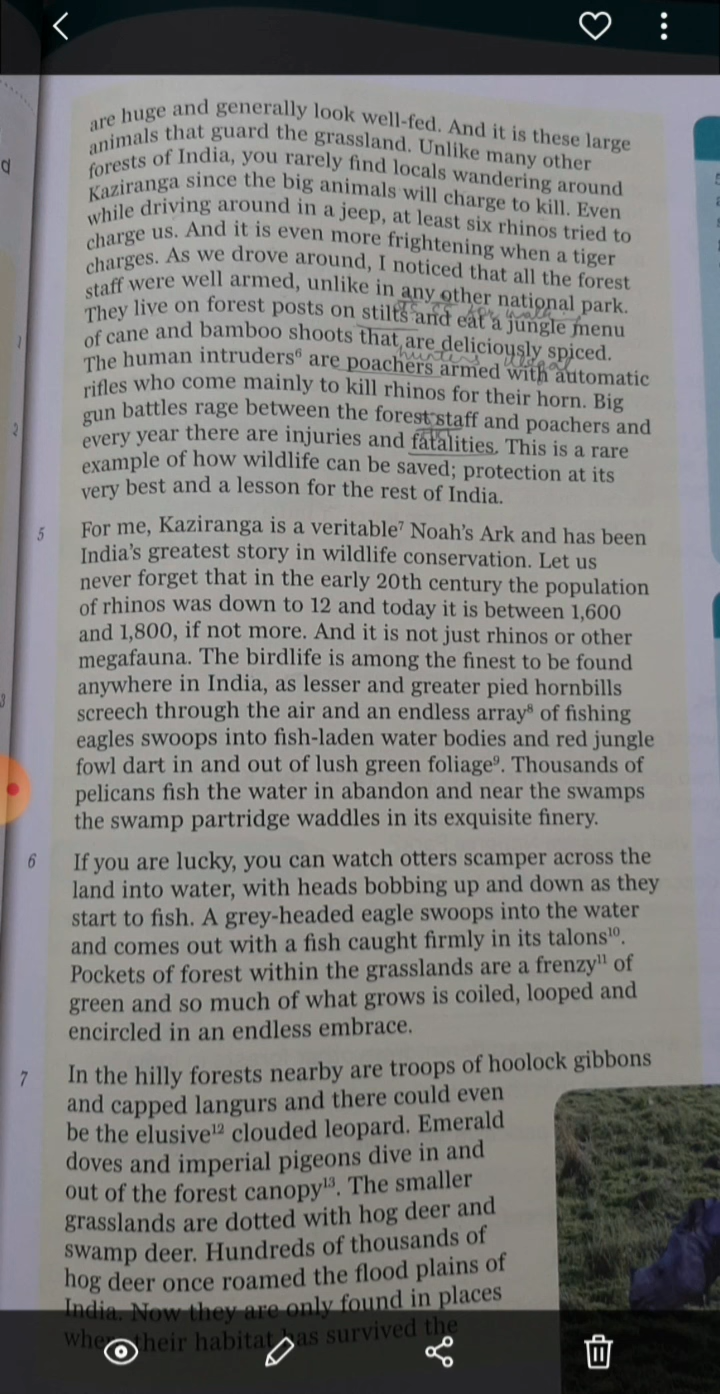 are huge and generally look well-fed. And it is these large
animals that guard the grassland. Unlike many other
forests of India, you rarely find locals wandering around
Kaziranga since the big animals will charge to kill. Even
while driving around in a jeep, at least six rhinos tried to
charge us. And it is even more frightening when a tiger
charges. As we drove around, I noticed that all the forest
staff were well armed, unlike in any other national park.
They live on forest posts on stilts and eat a jungle menu
of cane and bamboo shoots that are deliciously spiced.
The human intruders⁶ are poachers armed with automatic
rifles who come mainly to kill rhinos for their horn. Big
gun battles rage between the forest staff and poachers and
every year there are injuries and fatalities. This is a rare
example of how wildlife can be saved; protection at its
very best and a lesson for the rest of India.
5 For me, Kaziranga is a veritable⁷ Noah's Ark and has been
India's greatest story in wildlife conservation. Let us
never forget that in the early 20th century the population
of rhinos was down to 12 and today it is between 1,600
and 1,800, if not more. And it is not just rhinos or other
megafauna. The birdlife is among the finest to be found
anywhere in India, as lesser and greater pied hornbills
screech through the air and an endless array⁸ of fishing
eagles swoops into fish-laden water bodies and red jungle
fowl dart in and out of lush green foliage⁹. Thousands of
pelicans fish the water in abandon and near the swamps
the swamp partridge waddles in its exquisite finery.
6 If you are lucky, you can watch otters scamper across the
land into water, with heads bobbing up and down as they
start to fish. A grey-headed eagle swoops into the water
and comes out with a fish caught firmly in its talons¹⁰.
Pockets of forest within the grasslands are a frenzy¹¹ of
green and so much of what grows is coiled, looped and
encircled in an endless embrace.
7 In the hilly forests nearby are troops of hoolock gibbons
and capped langurs and there could even
be the elusive¹² clouded leopard. Emerald
doves and imperial pigeons dive in and
out of the forest canopy¹³. The smaller
grasslands are dotted with hog deer and
swamp deer. Hundreds of thousands of
hog deer once roamed the flood plains of
India. Now they are only found in places
their habitat has survived the